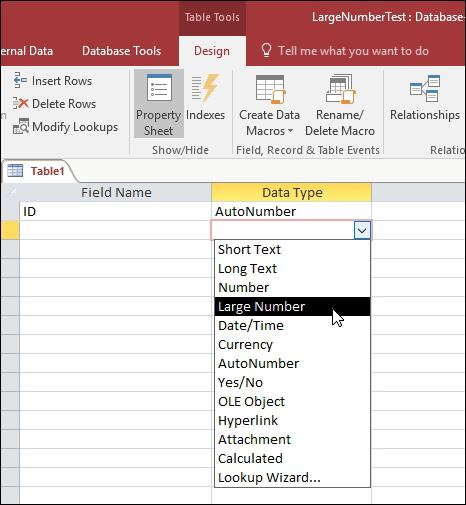 Table Tools
LargeNumberTest : Database-
ernal Data
Database Tools
Design
Tell me what you want to do
Insert Rows
Delete Rows
Modify Lookups
Property
Sheet
Indexes
Create Data
Macros
Rename/
Delete Macro
Relationships
Show/Hide
Field, Record & Table Events
Relatio
Table1
Field Name
Data Type
ID
AutoNumber
Short Text
Long Text
Number
Large Number
Date/Time
Currency
AutoNumber
Yes/No
OLE Object
Hyperlink
Attachment
Calculated
Lookup Wizard...